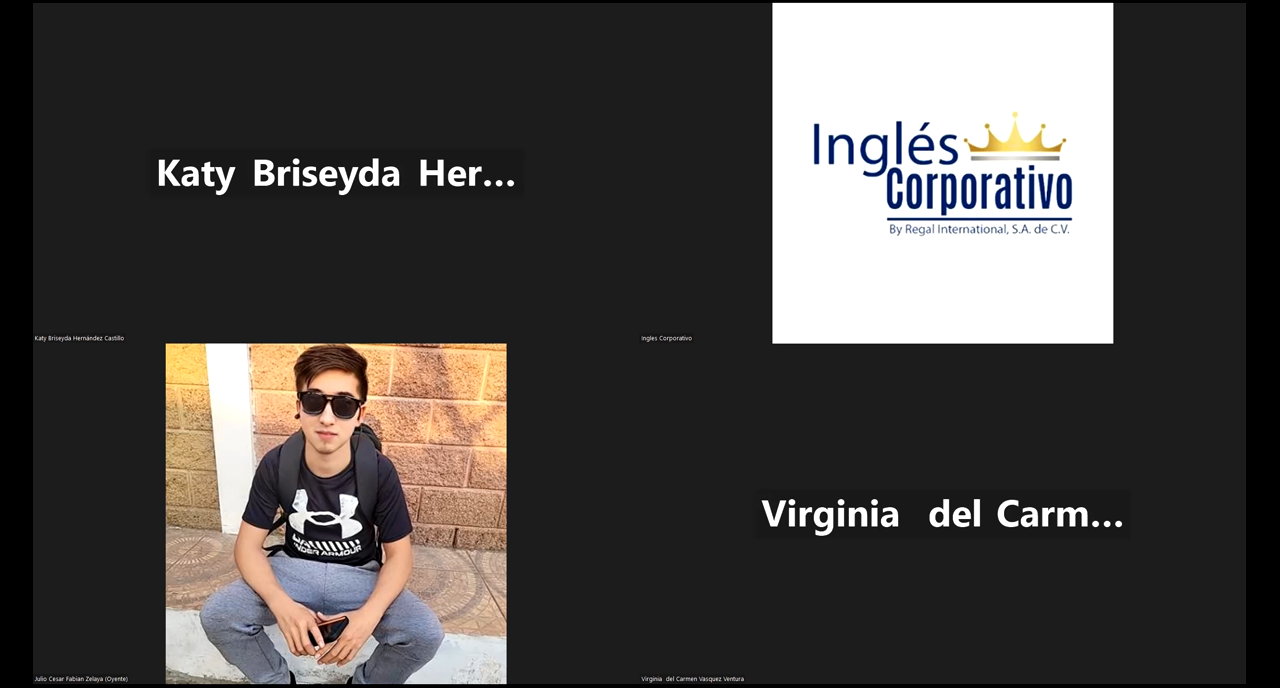 Katy Briseyda Her...
Inglés
Corporativo
By Regal International, S.A. de C.V.
Katy Briseyda Hernández Castillo
Ingles Corporativo
UNDER ARMOUR
Virginia del Carm...
Julio Cesar Fabian Zelaya (Oyente)
Virginia del Carmen Vasquez Ventura